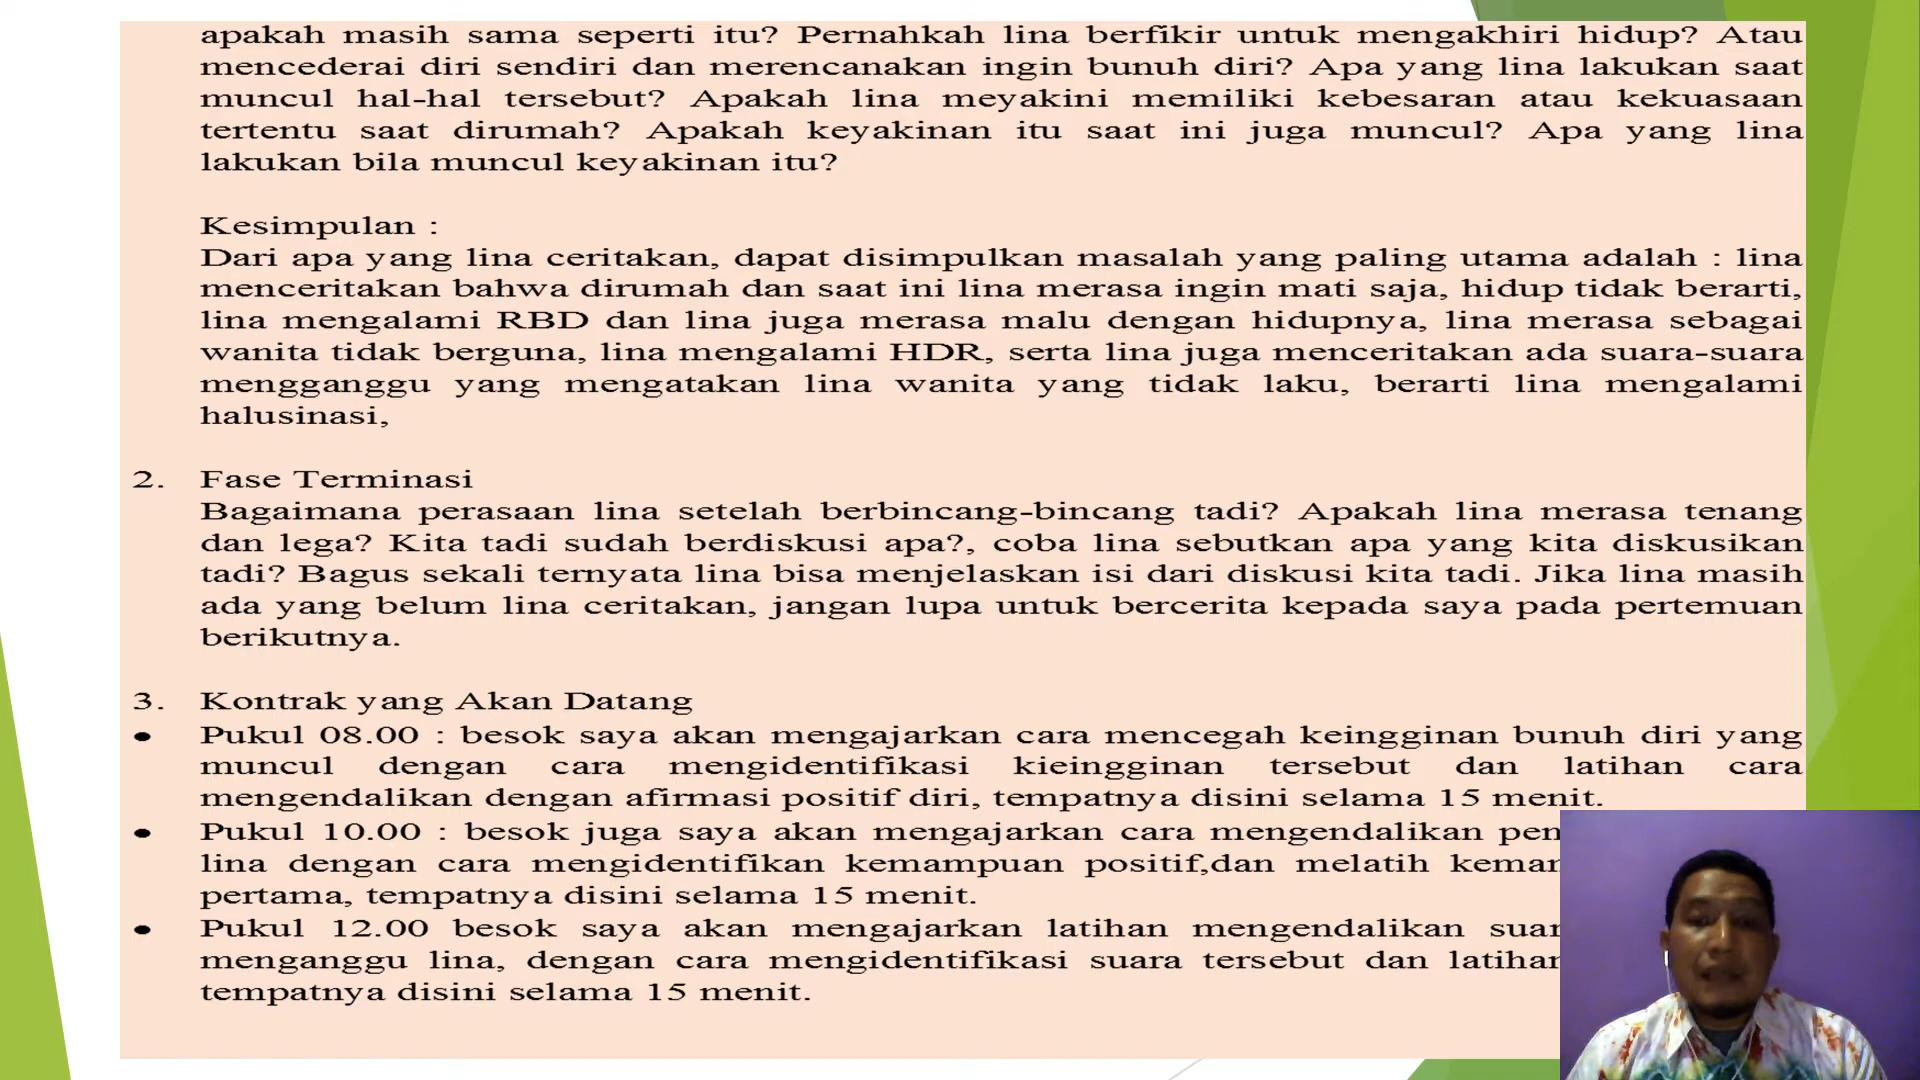 apakah masih sama seperti itu? Pernahkah lina berfikir untuk mengakhiri hidup? Atau
mencederai diri sendiri dan merencanakan ingin bunuh diri? Apa yang lina lakukan saat
muncul hal-hal tersebut? Apakah lina meyakini memiliki kebesaran atau kekuasaan
tertentu saat dirumah? Apakah keyakinan itu saat ini juga muncul? Apa yang lina
lakukan bila muncul keyakinan itu?
Kesimpulan :
Dari apa yang lina ceritakan, dapat disimpulkan masalah yang paling utama adalah : lina
menceritakan bahwa dirumah dan saat ini lina merasa ingin mati saja, hidup tidak berarti,
lina mengalami RBD dan lina juga merasa malu dengan hidupnya, lina merasa sebagai
wanita tidak berguna, lina mengalami HDR, serta lina juga menceritakan ada suara-suara
mengganggu yang mengatakan lina wanita yang tidak laku, berarti lina mengalami
halusinasi,
2. Fase Terminasi
Bagaimana perasaan lina setelah berbincang-bincang tadi? Apakah lina merasa tenang
dan lega? Kita tadi sudah berdiskusi apa?, coba lina sebutkan apa yang kita diskusikan
tadi? Bagus sekali ternyata lina bisa menjelaskan isi dari diskusi kita tadi. Jika lina masih
ada yang belum lina ceritakan, jangan lupa untuk bercerita kepada saya pada pertemuan
berikutnya.
3. Kontrak yang Akan Datang
• Pukul 08.00 : besok saya akan mengajarkan cara mencegah keingginan bunuh diri yang
muncul dengan cara mengidentifikasi kieingginan tersebut dan latihan cara
mengendalikan dengan afirmasi positif diri, tempatnya disini selama 15 menit.
• Pukul 10.00 : besok juga saya akan mengajarkan cara mengendalikan
lina dengan cara mengidentifikan kemampuan positif,dan melatih
pertama, tempatnya disini selama 15 menit.
• Pukul 12.00 besok saya akan mengajarkan latihan mengendalikan
menganggu lina, dengan cara mengidentifikasi suara tersebut dan
tempatnya disini selama 15 menit.